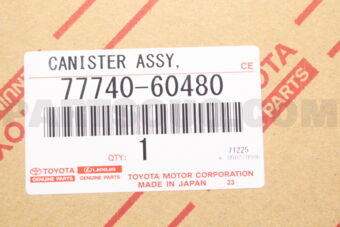 CANISTER ASSY,
CE
77740-60480
QTY:
1
71225
TOYOTA
GENUINE PARTS
LEXUS
GENUINE PARTS
TOYOTA MOTOR CORPORATION
MADE IN JAPAN 23
PARTS